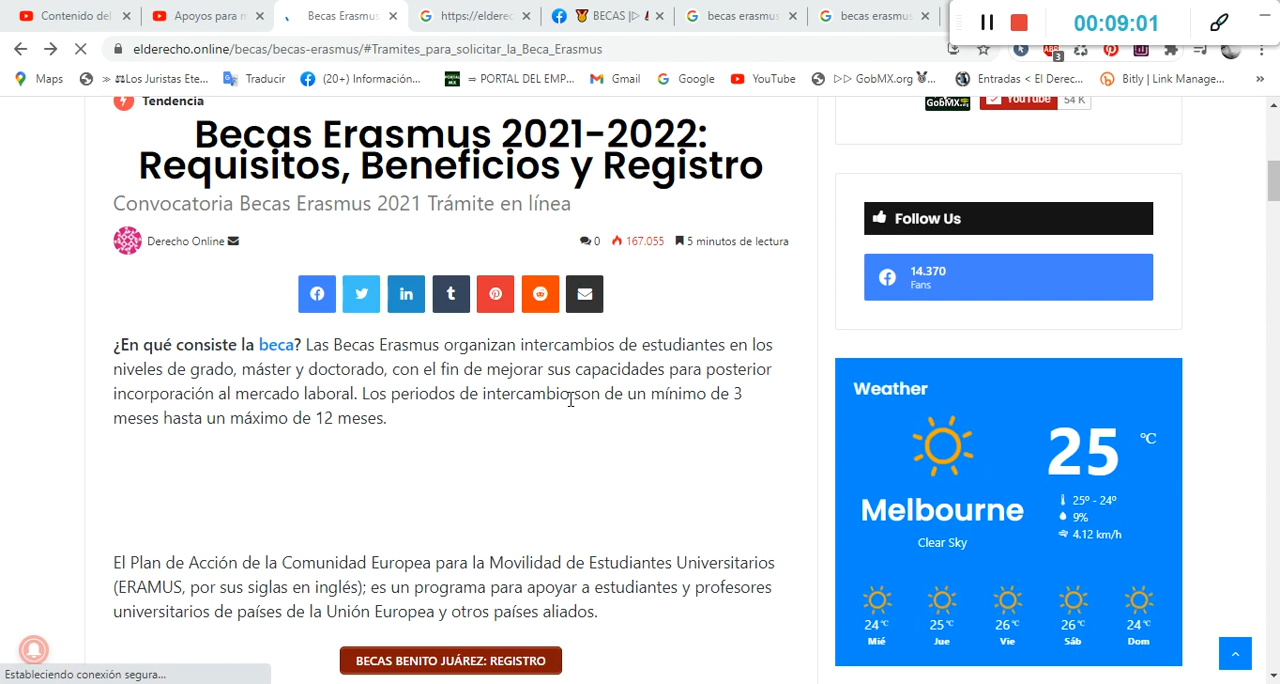 Contenido del
Apoyos para m
Becas Erasmus
https://eldere
BECAS |▷
becas erasmus
becas erasmus
00:09:01
elderecho.online/becas/becas-erasmus/#Tramites_para_solicitar_la_Beca_Erasmus
3
Maps
» ⚖Los Juristas Ete...
Traducir
(20+) Información...
PORTAL MX
⇒ PORTAL DEL EMP...
Gmail
Google
YouTube
▷▷ GobMX.org
Entradas < El Derec...
Bitly | Link Manage...
»
Tendencia
GobMX
YouTube 54 K
Becas Erasmus 2021-2022:
Requisitos, Beneficios y Registro
Convocatoria Becas Erasmus 2021 Trámite en línea
Derecho Online
0 167.055 5 minutos de lectura
Follow Us
14.370
Fans
¿En qué consiste la beca? Las Becas Erasmus organizan intercambios de estudiantes en los
niveles de grado, máster y doctorado, con el fin de mejorar sus capacidades para posterior
incorporación al mercado laboral. Los periodos de intercambio son de un mínimo de 3
meses hasta un máximo de 12 meses.
El Plan de Acción de la Comunidad Europea para la Movilidad de Estudiantes Universitarios
(ERAMUS, por sus siglas en inglés); es un programa para apoyar a estudiantes y profesores
universitarios de países de la Unión Europea y otros países aliados.
BECAS BENITO JUÁREZ: REGISTRO
Weather
25 ℃
25º - 24º
9%
4.12 km/h
Melbourne
Clear Sky
24℃ 25℃ 26℃ 26℃ 24℃
Mié Jue Vie Sáb Dom
Estableciendo conexión segura...